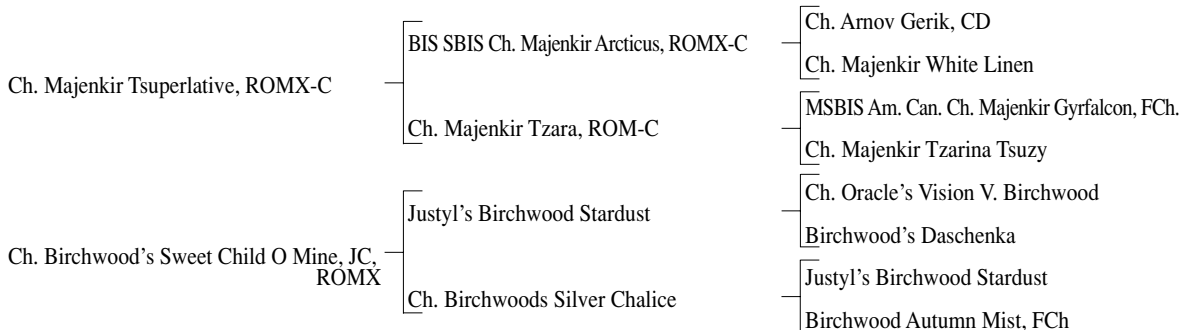 Ch. Arnov Gerik, CD
BIS SBIS Ch. Majenkir Arcticus, ROMX-C
Ch. Majenkir White Linen
Ch. Majenkir Tsuperlative, ROMX-C
MSBIS Am. Can. Ch. Majenkir Gyrfalcon, FCh.
Ch. Majenkir Tzara, ROM-C
Ch. Majenkir Tzarina Tsuzy
Ch. Oracle's Vision V. Birchwood
Justyl's Birchwood Stardust
Birchwood's Daschenka
Ch. Birchwood's Sweet Child O Mine, JC,
ROMX
Justyl's Birchwood Stardust
Ch. Birchwoods Silver Chalice
Birchwood Autumn Mist, FCh